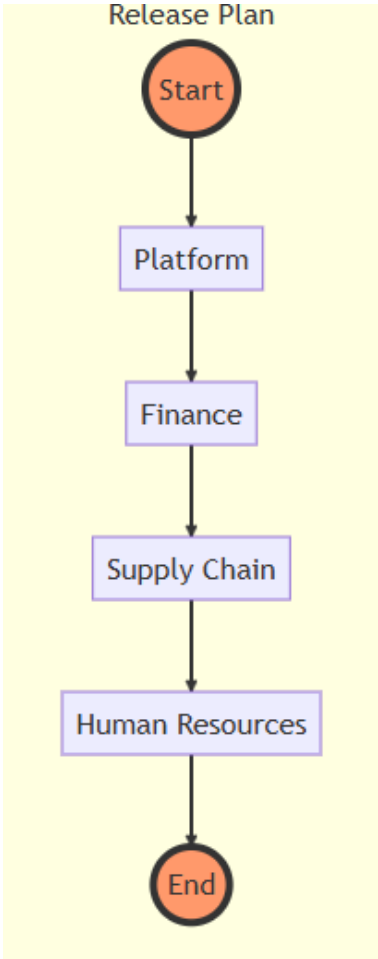 Release Plan
Start
Platform
Finance
Supply Chain
Human Resources
End